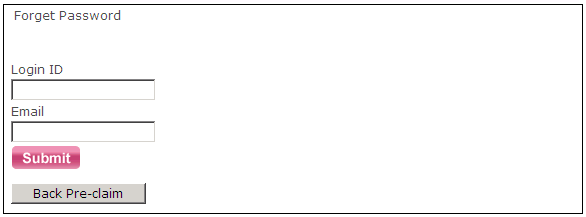 Forget Password
Login ID
Email
Submit
Back Pre-claim